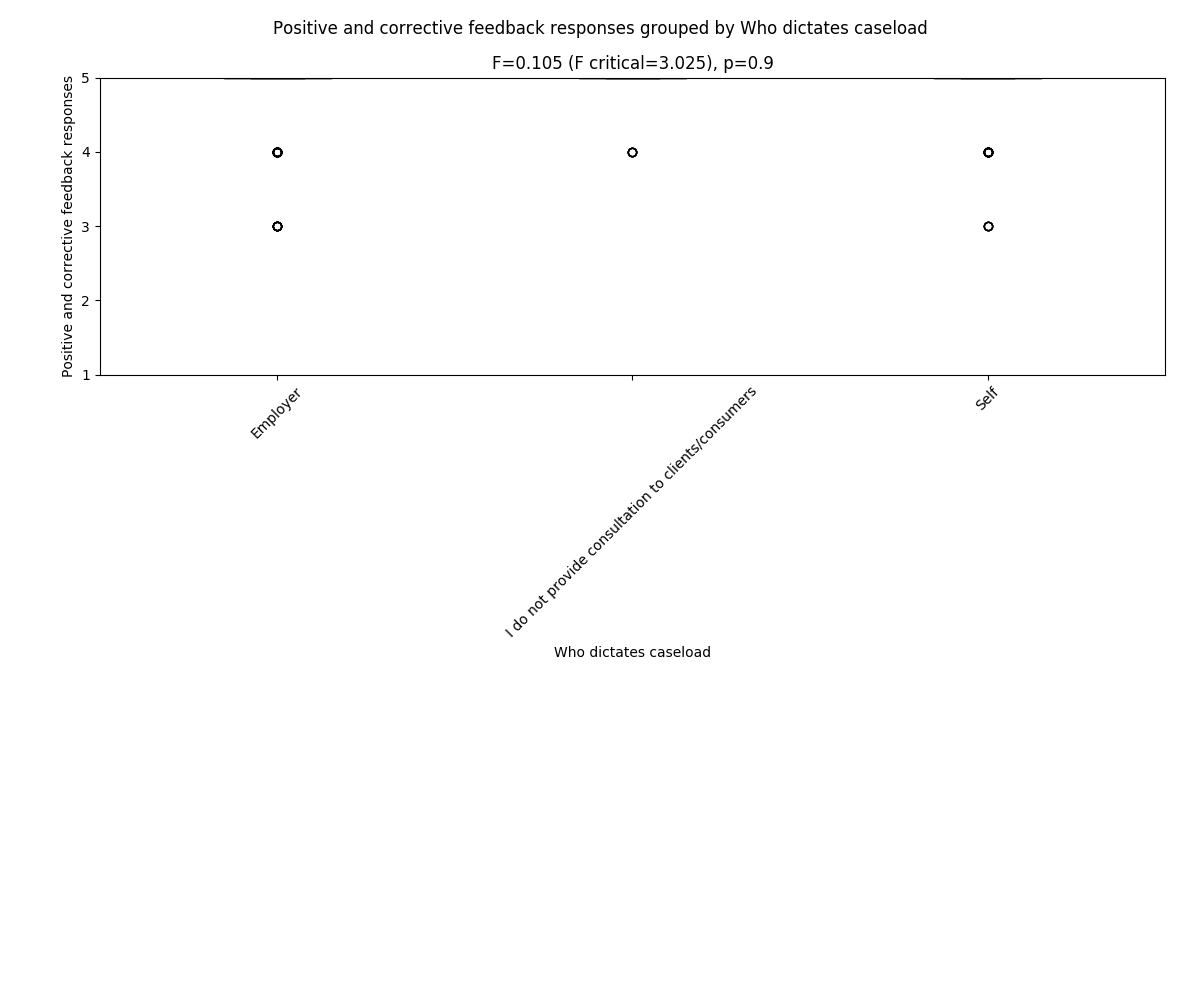 Positive and corrective feedback responses grouped by Who dictates caseload
F=0.105 (F critical=3.025), p=0.9
Positive and corrective feedback responses
5
4
3
2
1
Employer
I do not provide consultation to clients/consumers
Self
Who dictates caseload